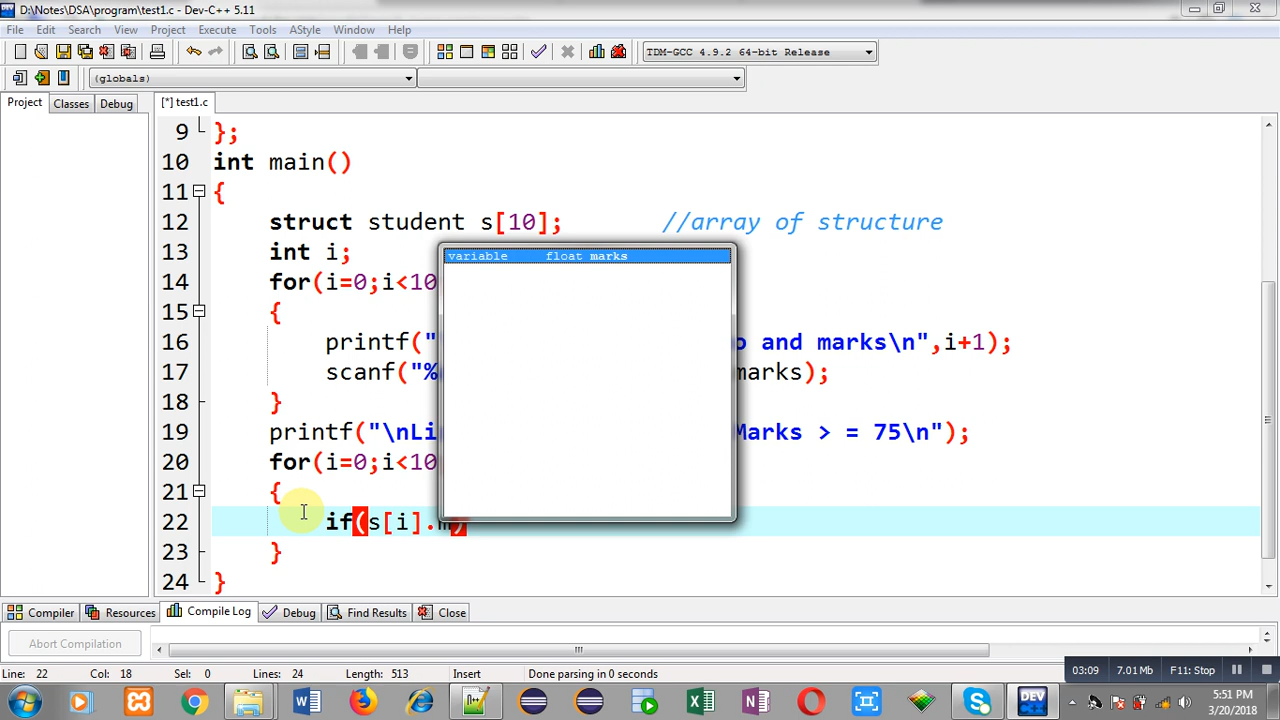 D:\Notes\DSA\program\test1.c - Dev-C++ 5.11
File Edit Search View Project Execute Tools AStyle Window Help
TDM-GCC 4.9.2 64-bit Release
(globals)
Project Classes Debug [*] test1.c
9 };
10 int main()
11 {
12 struct student s[10]; //array of structure
13 int i;
14 for(i=0;i<10
variable float marks
15 {
16 printf(" and marks\n",i+1);
17 scanf("% marks);
18 }
19 printf("\nLi Marks > = 75\n");
20 for(i=0;i<10
21 {
22 if(s[i].m)
23 }
24 }
Compiler Resources Compile Log Debug Find Results Close
Abort Compilation
Line: 22 Col: 18 Sel: 0 Lines: 24 Length: 513 Insert Done parsing in 0 seconds
03:09 7.01 Mb F11: Stop
DEV
5:51 PM
3/20/2018